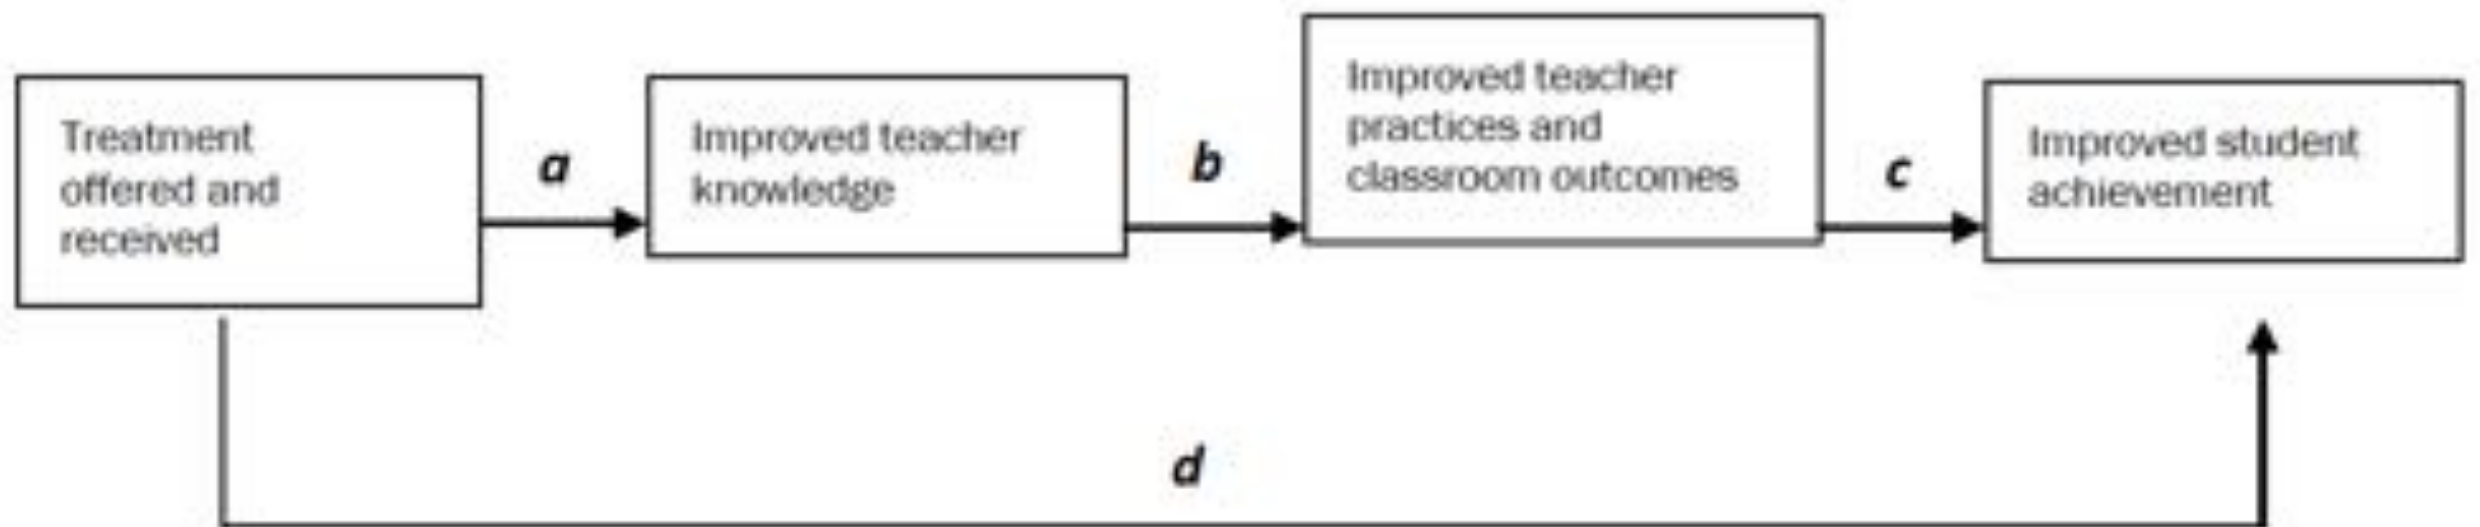 Treatment
offered and
received
a
Improved teacher
knowledge
b
Improved teacher
practices and
classroom outcomes
c
Improved student
achievement
d